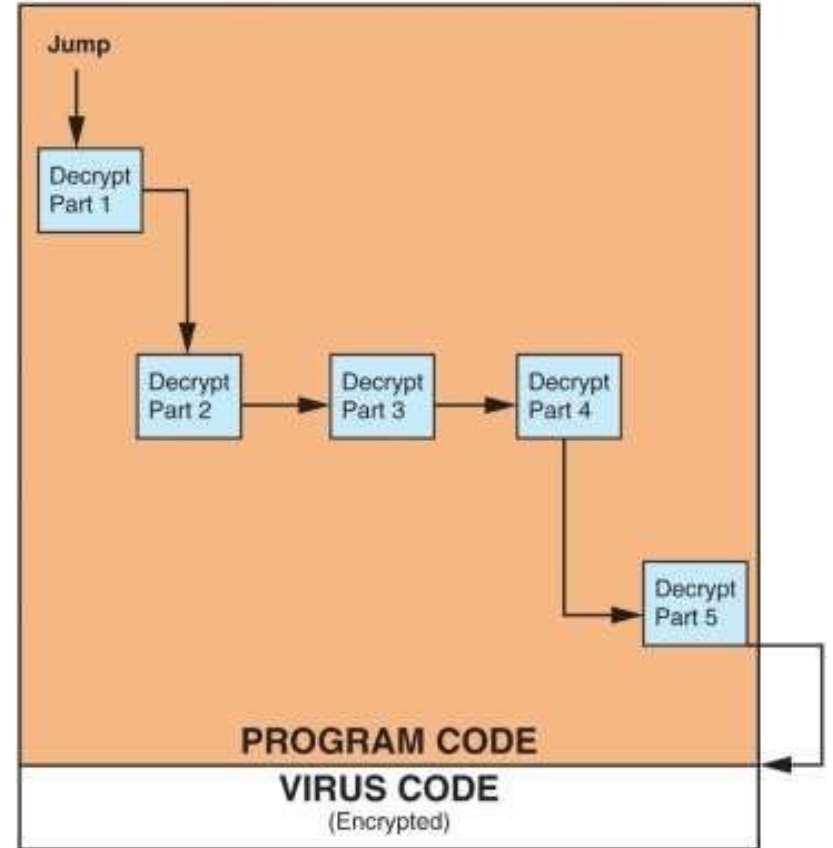 Jump
Decrypt
Part 1
Decrypt
Part 2
Decrypt
Part 3
Decrypt
Part 4
Decrypt
Part 5
PROGRAM CODE
VIRUS CODE
(Encrypted)